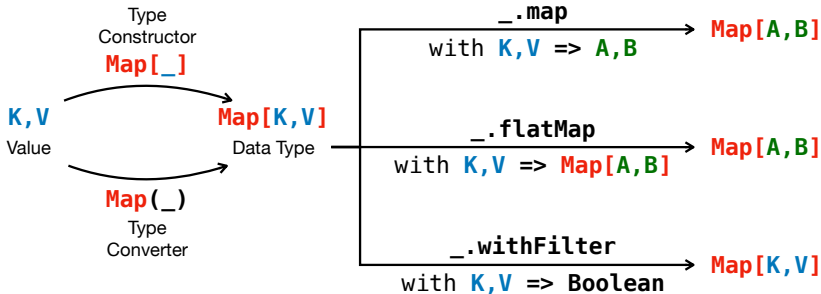 Type
Constructor
Map[_]
K,V
Value
Map(_)
Type
Converter
Map[K,V]
Data Type
_.map
with K,V => A,B
Map[A,B]
_.flatMap
with K,V => Map[A,B]
Map[A,B]
_.withFilter
with K,V => Boolean
Map[K,V]